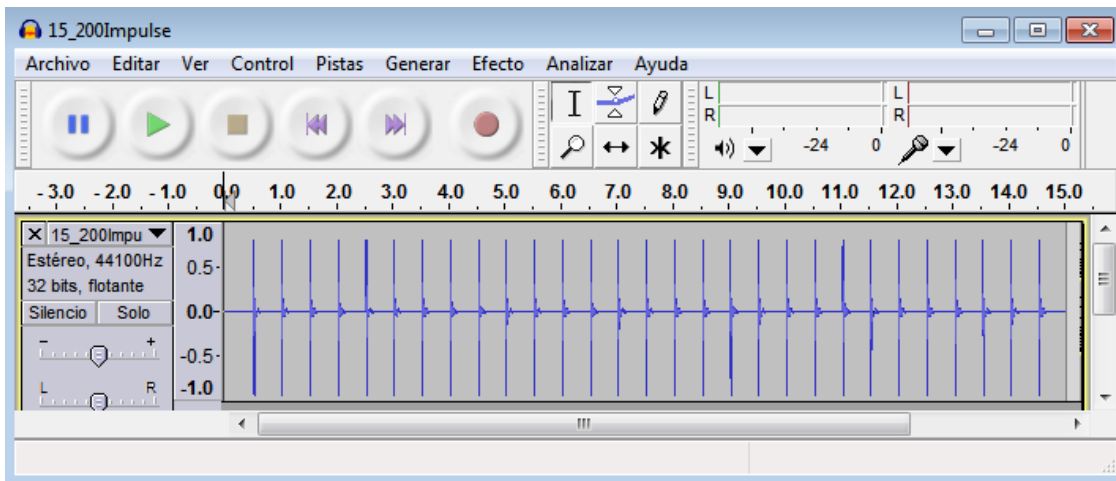 15_200Impulse
Archivo Editar Ver Control Pistas Generar Efecto Analizar Ayuda
L L
R R
-24 0 -24 0
- 3.0 - 2.0 - 1.0 0.0 1.0 2.0 3.0 4.0 5.0 6.0 7.0 8.0 9.0 10.0 11.0 12.0 13.0 14.0 15.0
15_200Impu 1.0
Estéreo, 44100Hz 0.5
32 bits, flotante
Silencio Solo 0.0
- +
-0.5
L R -1.0